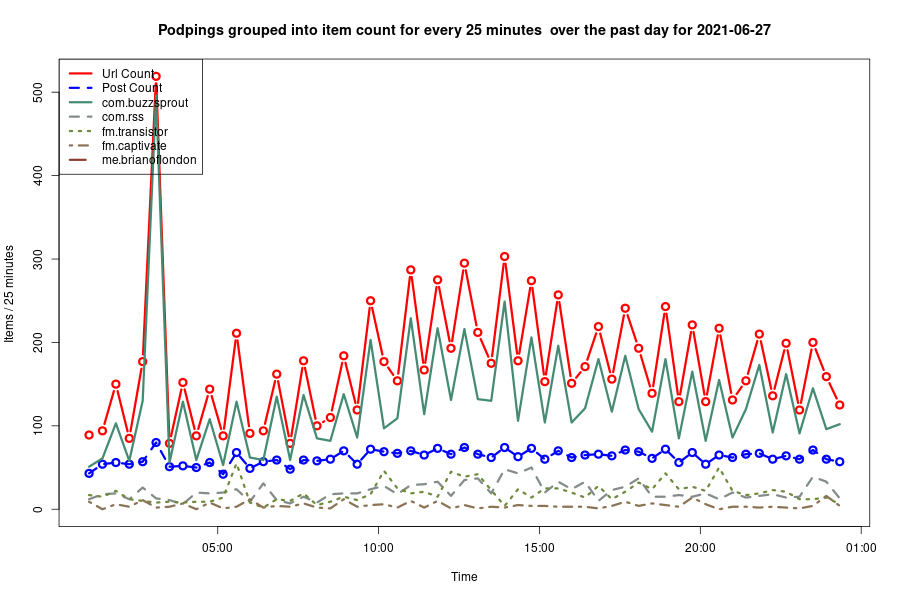 Podpings grouped into item count for every 25 minutes  over the past day for 2021-06-27
Url Count
Post Count
com.buzzsprout
com.rss
fm.transistor
fm.captivate
me.brianoflondon
500
400
300
200
100
0
Items / 25 minutes
05:00 10:00 15:00 20:00 01:00
Time